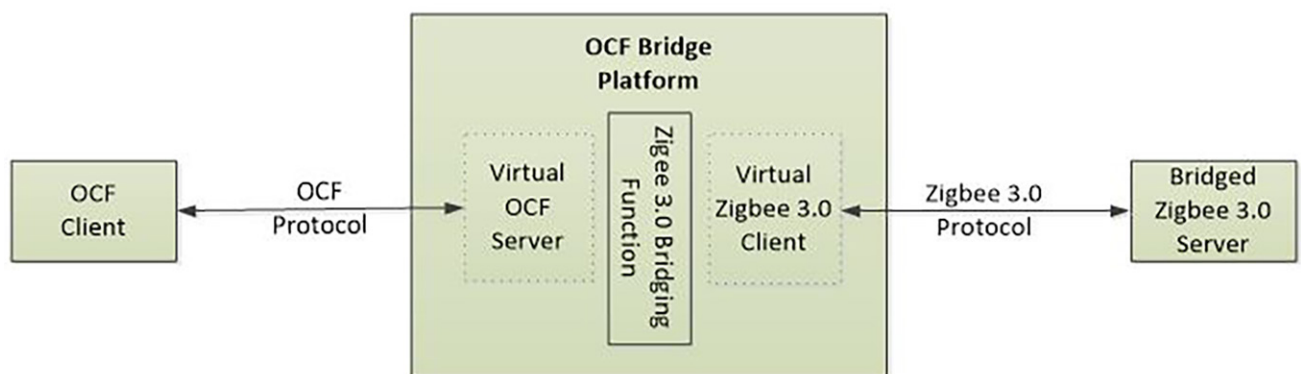 OCF Bridge
Platform
OCF
Client
OCF
Protocol
Virtual
OCF
Server
Zigee 3.0 Bridging
Function
Virtual
Zigbee 3.0
Client
Zigbee 3.0
Protocol
Bridged
Zigbee 3.0
Server